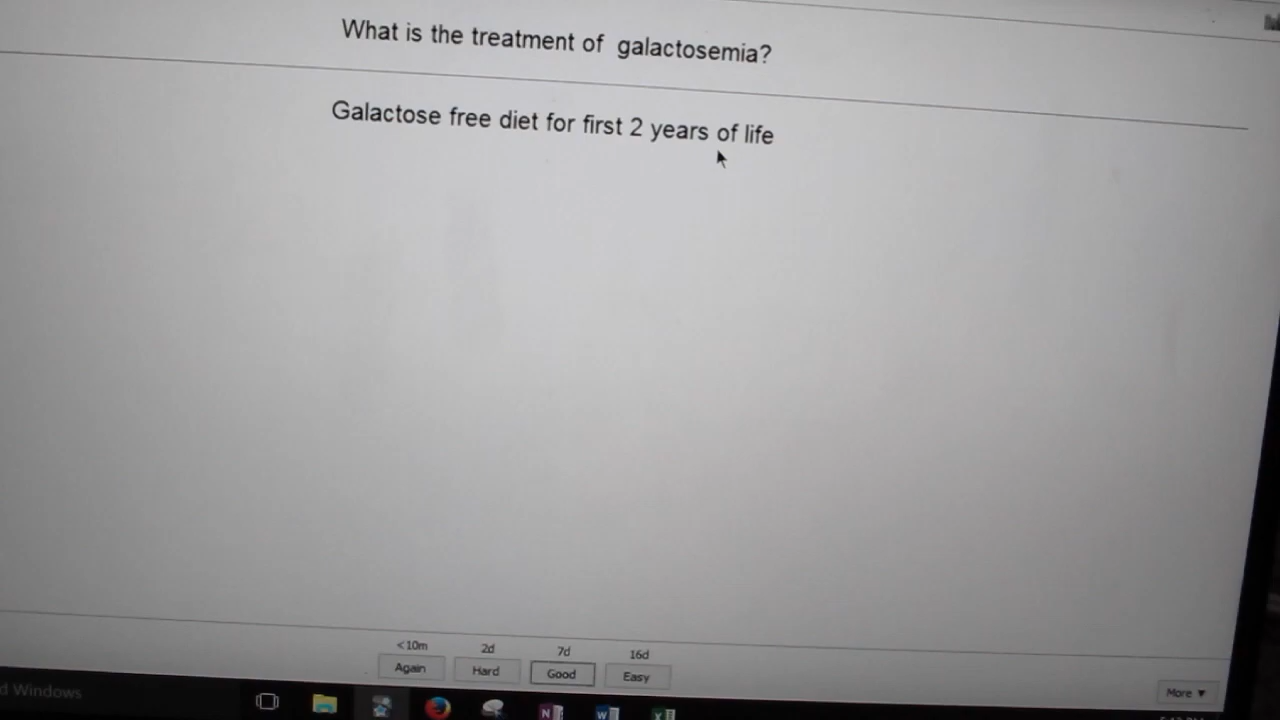 What is the treatment of galactosemia?
Galactose free diet for first 2 years of life
<10m 2d 7d 16d
Again Hard Good Easy
More ▼
d Windows